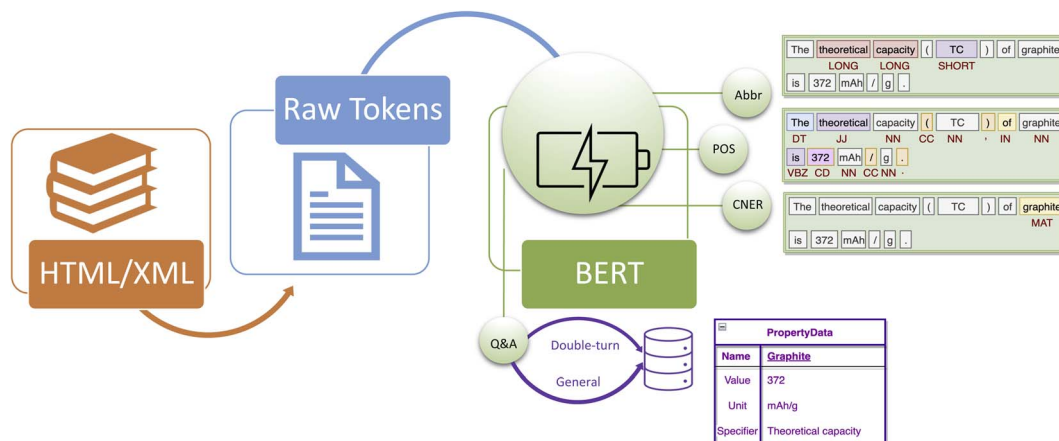 HTML/XML
Raw Tokens
BERT
Abbr
POS
CNER
Q&A
Double-turn
General
The theoretical capacity ( TC ) of graphite
LONG LONG SHORT
is 372 mAh / g .
The theoretical capacity ( TC ) of graphite
DT JJ NN CC NN , IN NN
is 372 mAh / g .
VBZ CD NN CC NN .
The theoretical capacity ( TC ) of graphite
MAT
is 372 mAh / g .
PropertyData
Name Graphite
Value 372
Unit mAh/g
Specifier Theoretical capacity